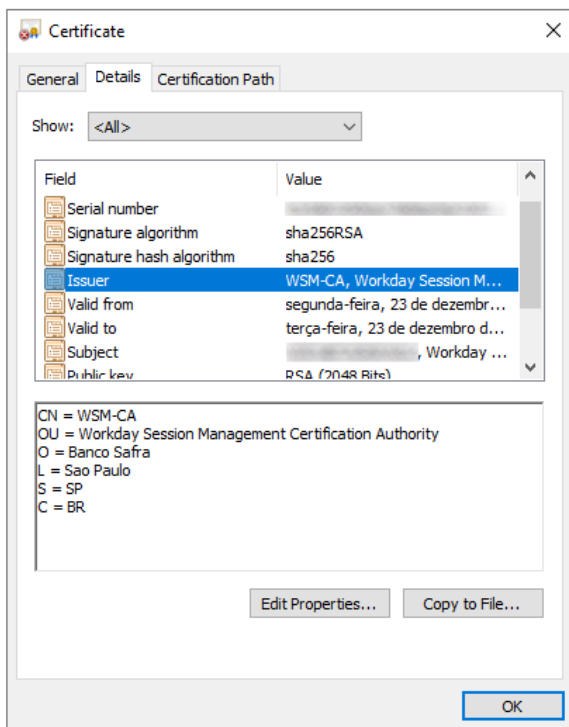 Certificate
General Details Certification Path
Show: <All>
Field Value
Serial number
Signature algorithm sha256RSA
Signature hash algorithm sha256
Issuer WSM-CA, Workday Session M...
Valid from segunda-feira, 23 de dezembr...
Valid to terça-feira, 23 de dezembro d...
Subject , Workday ...
Public key RSA (2048 Bits)
CN = WSM-CA
OU = Workday Session Management Certification Authority
O = Banco Safra
L = Sao Paulo
S = SP
C = BR
Edit Properties... Copy to File...
OK